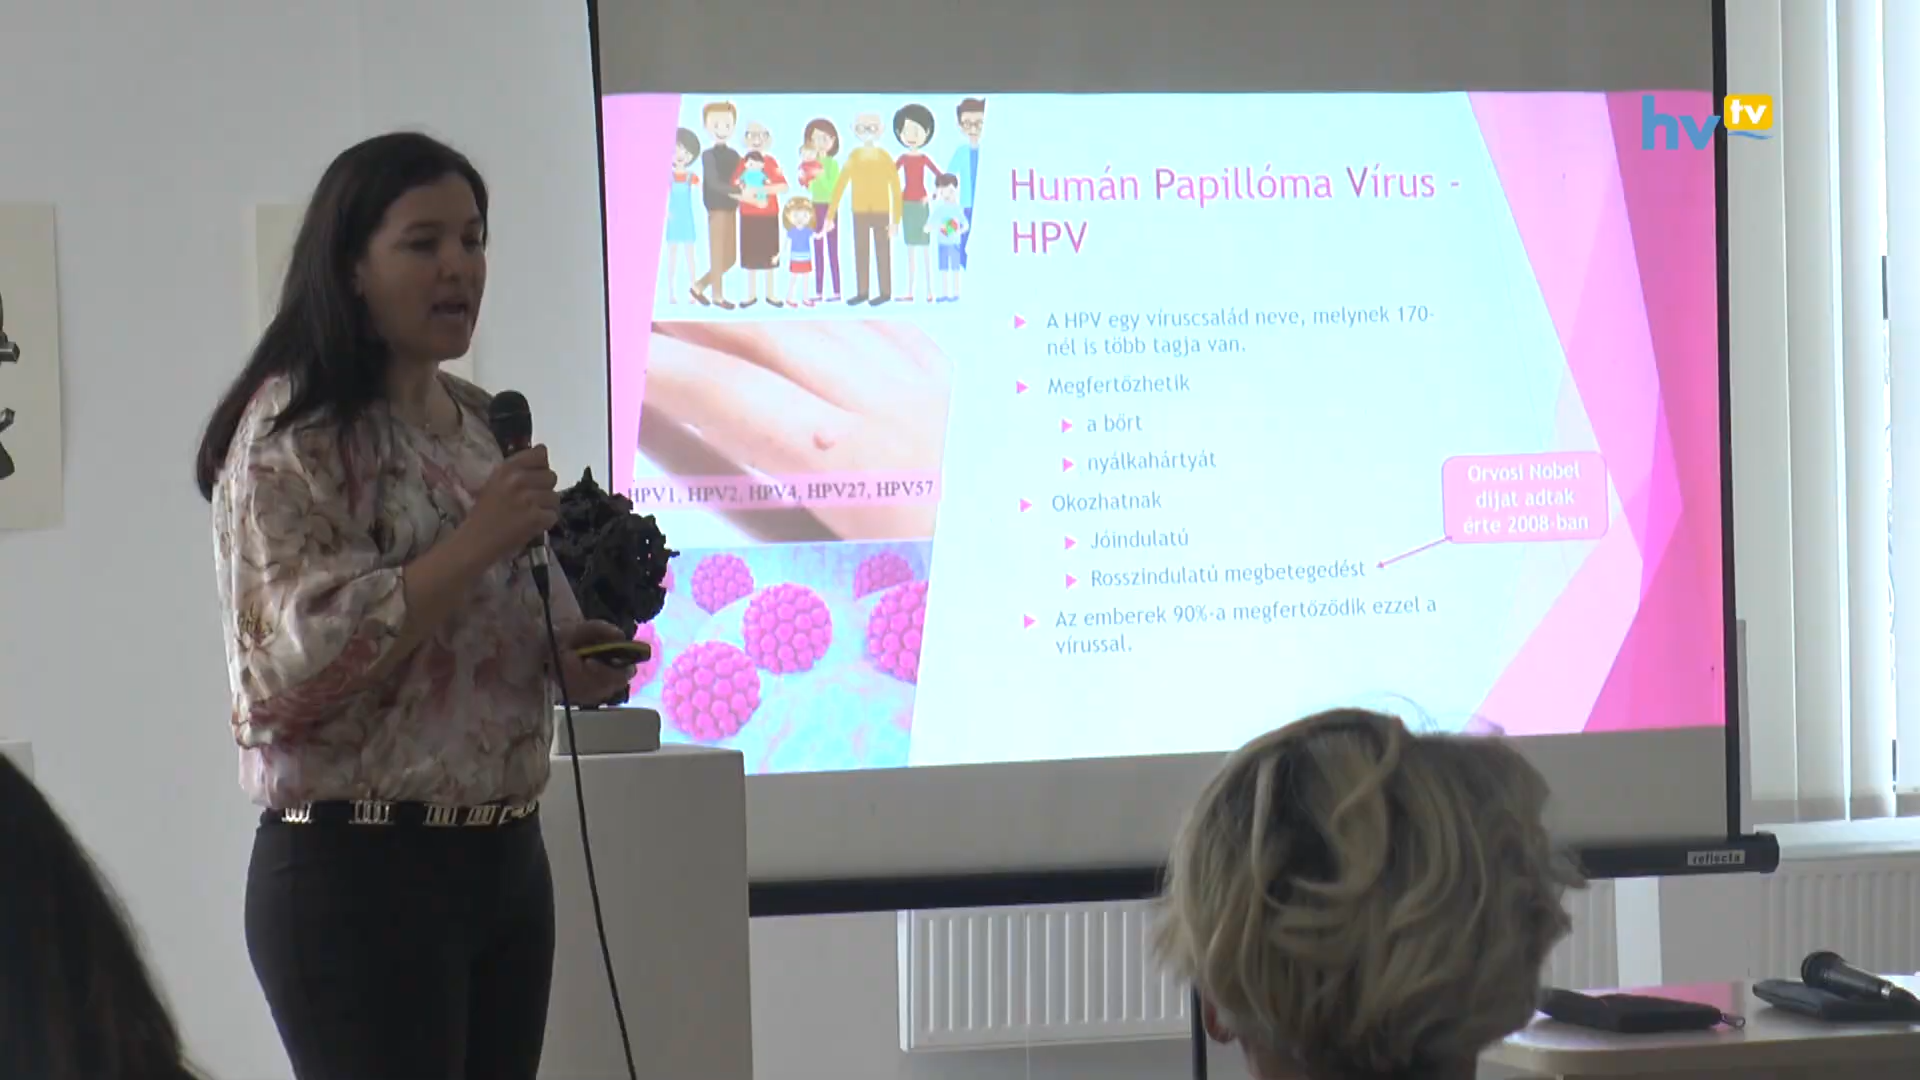 hv tv
Humán Papillóma Vírus -
HPV
A HPV egy víruscsalád neve, melynek 170-
nél is több tagja van.
Megfertőzhetik
a bőrt
nyálkahártyát
Okozhatnak
Jóindulatú
Rosszindulatú megbetegedést
Az emberek 90%-a megfertőződik ezzel a
vírussal.
Orvosi Nobel
díjat adtak
érte 2008-ban
HPV1, HPV2, HPV4, HPV27, HPV57
reflecta